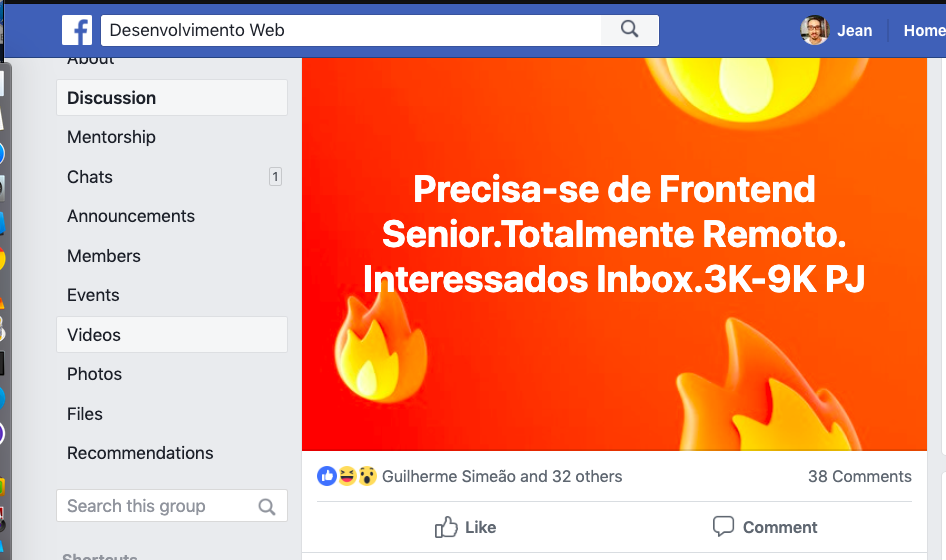 f
Desenvolvimento Web
Jean
Home
About
Discussion
Mentorship
Chats
1
Announcements
Members
Events
Videos
Photos
Files
Recommendations
Search this group
Shortcuts
Precisa-se de Frontend
Senior.Totalmente Remoto.
Interessados Inbox.3K-9K PJ
Guilherme Simeão and 32 others
38 Comments
Like
Comment